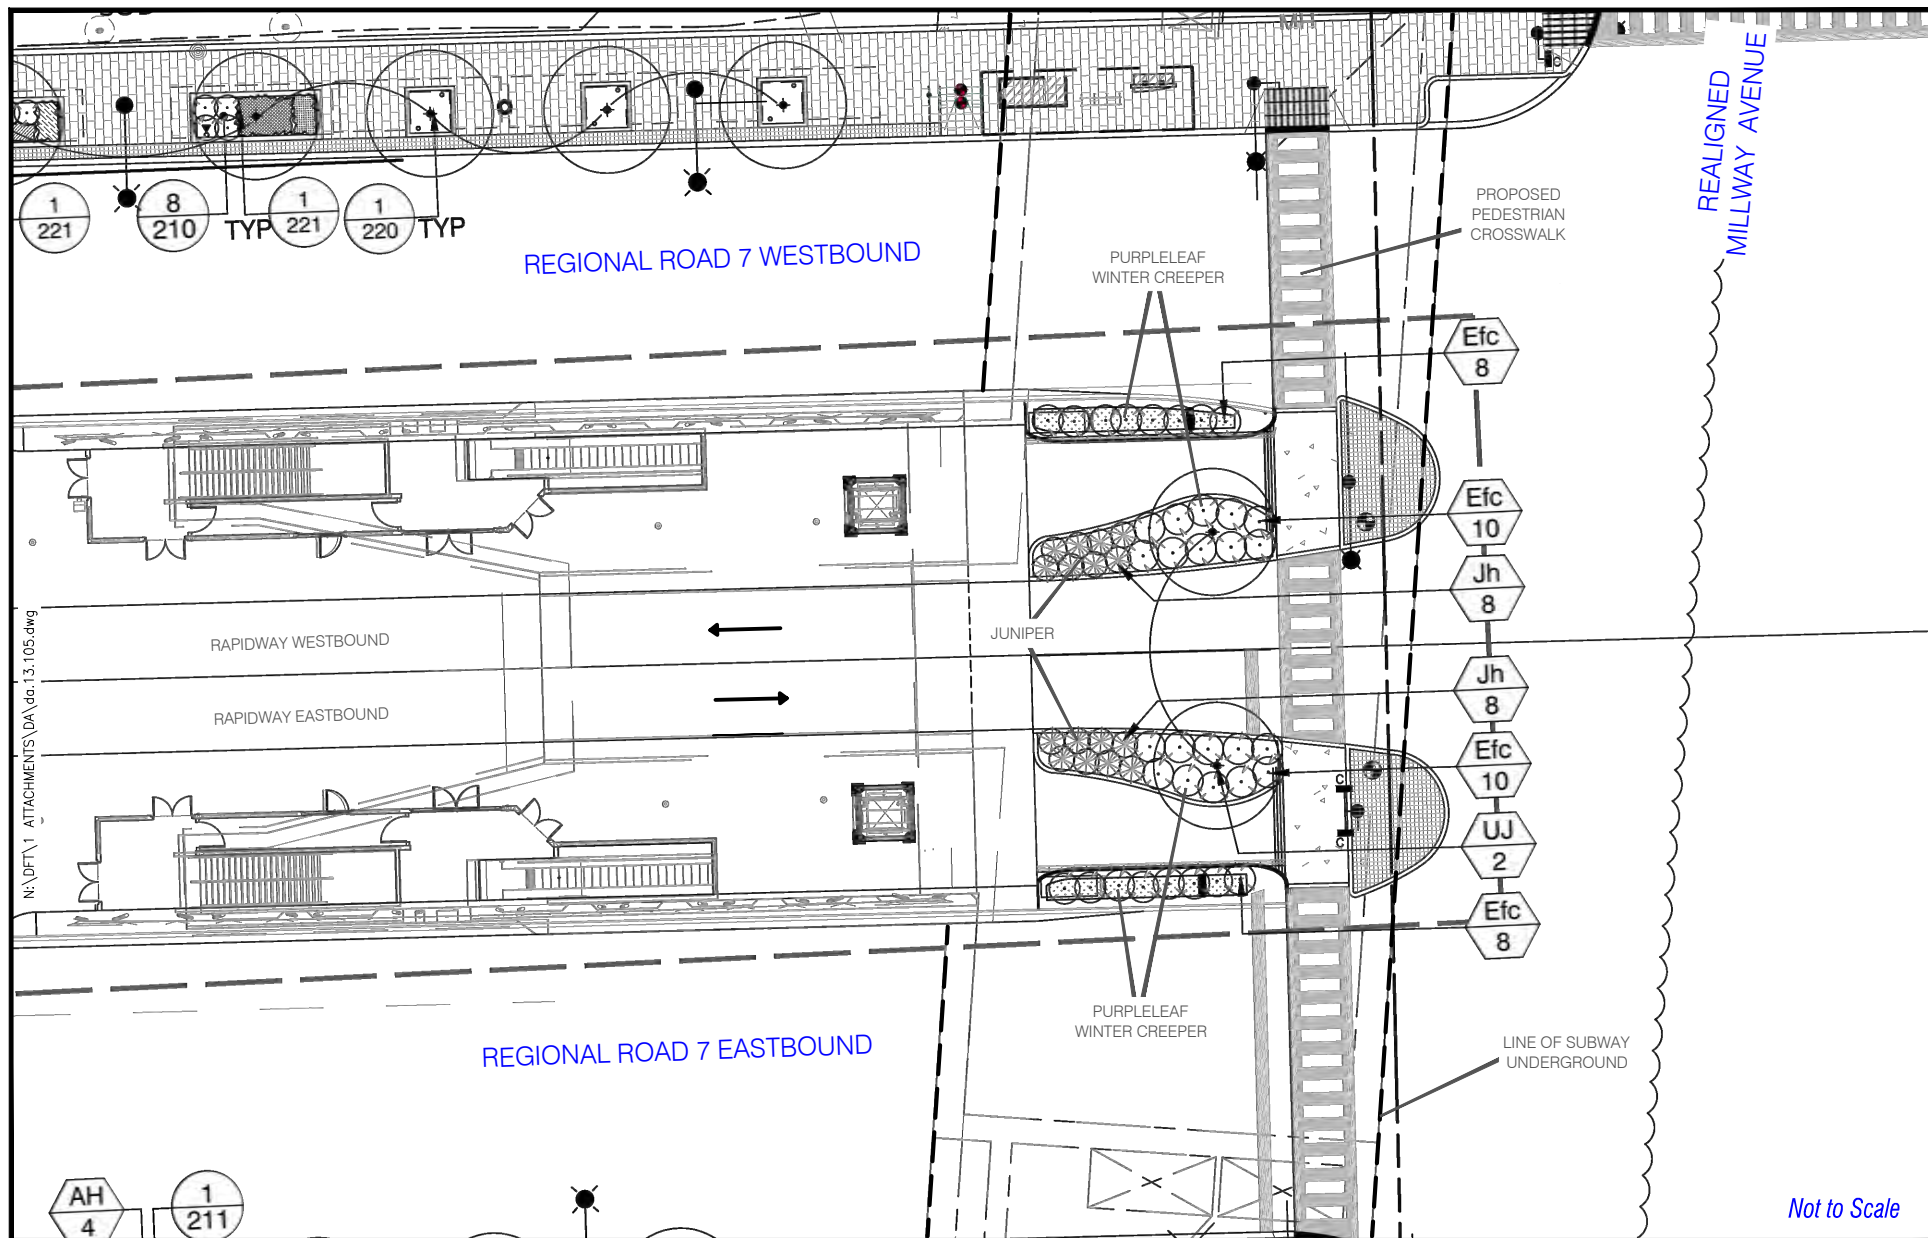 1
221
8
210
TYP
1
221
1
220
TYP
REGIONAL ROAD 7 WESTBOUND
REALIGNED
MILLWAY AVENUE
PROPOSED
PEDESTRIAN
CROSSWALK
PURPLELEAF
WINTER CREEPER
Efc
8
Efc
10
Jh
8
JUNIPER
RAPIDWAY WESTBOUND
RAPIDWAY EASTBOUND
Jh
8
Efc
10
UJ
2
Efc
8
C
C
C
N:\DFT\1 ATTACHMENTS\DA\da.13.105.dwg
PURPLELEAF
WINTER CREEPER
REGIONAL ROAD 7 EASTBOUND
LINE OF SUBWAY
UNDERGROUND
AH
4
1
211
Not to Scale